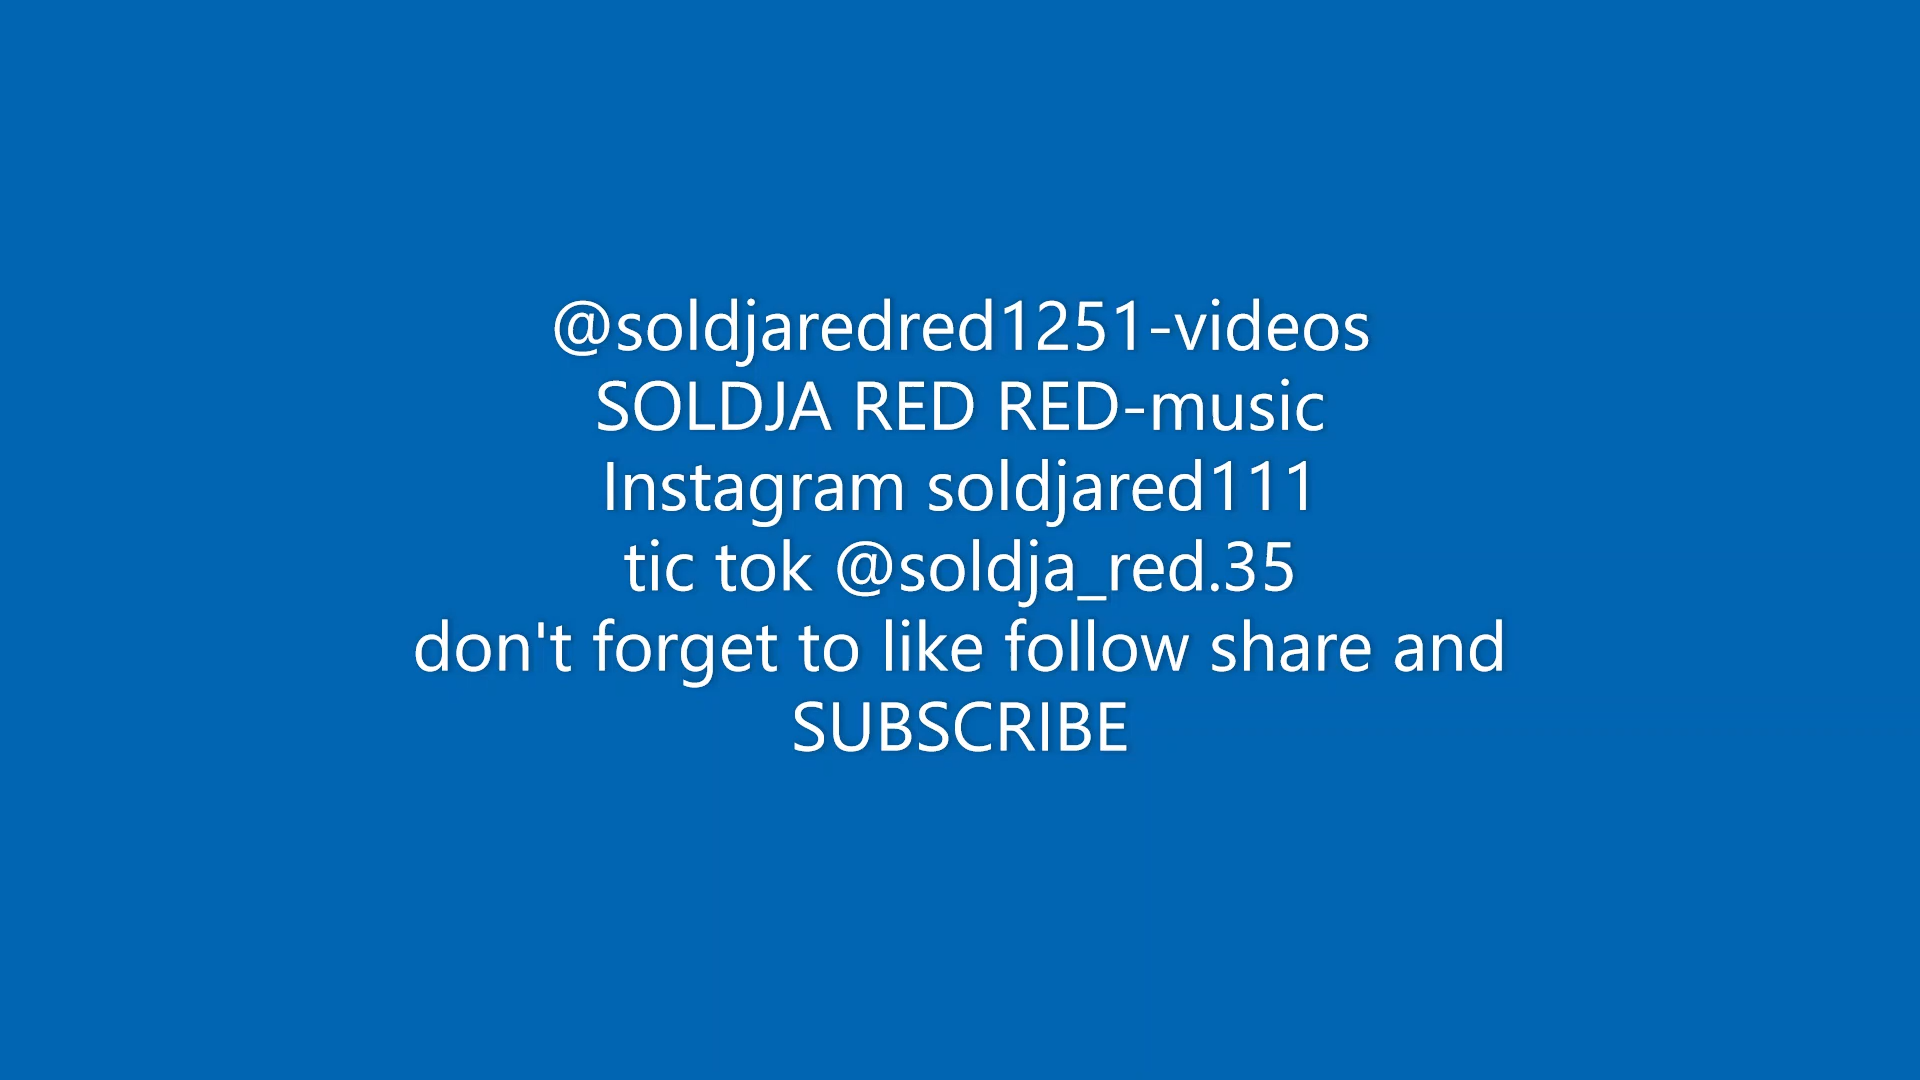 @soldjaredred1251-videos
SOLDJA RED RED-music
Instagram soldjared111
tic tok @soldja_red.35
don't forget to like follow share and
SUBSCRIBE